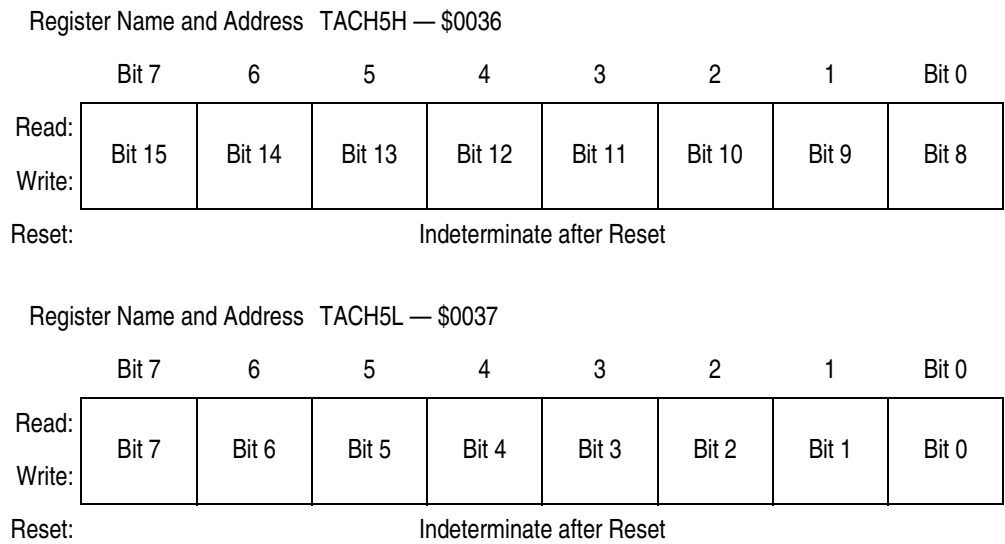 Register Name and Address TACH5H — $0036
Bit 7 6 5 4 3 2 1 Bit 0
Read:
Bit 15 Bit 14 Bit 13 Bit 12 Bit 11 Bit 10 Bit 9 Bit 8
Write:
Reset: Indeterminate after Reset
Register Name and Address TACH5L — $0037
Bit 7 6 5 4 3 2 1 Bit 0
Read:
Bit 7 Bit 6 Bit 5 Bit 4 Bit 3 Bit 2 Bit 1 Bit 0
Write:
Reset: Indeterminate after Reset